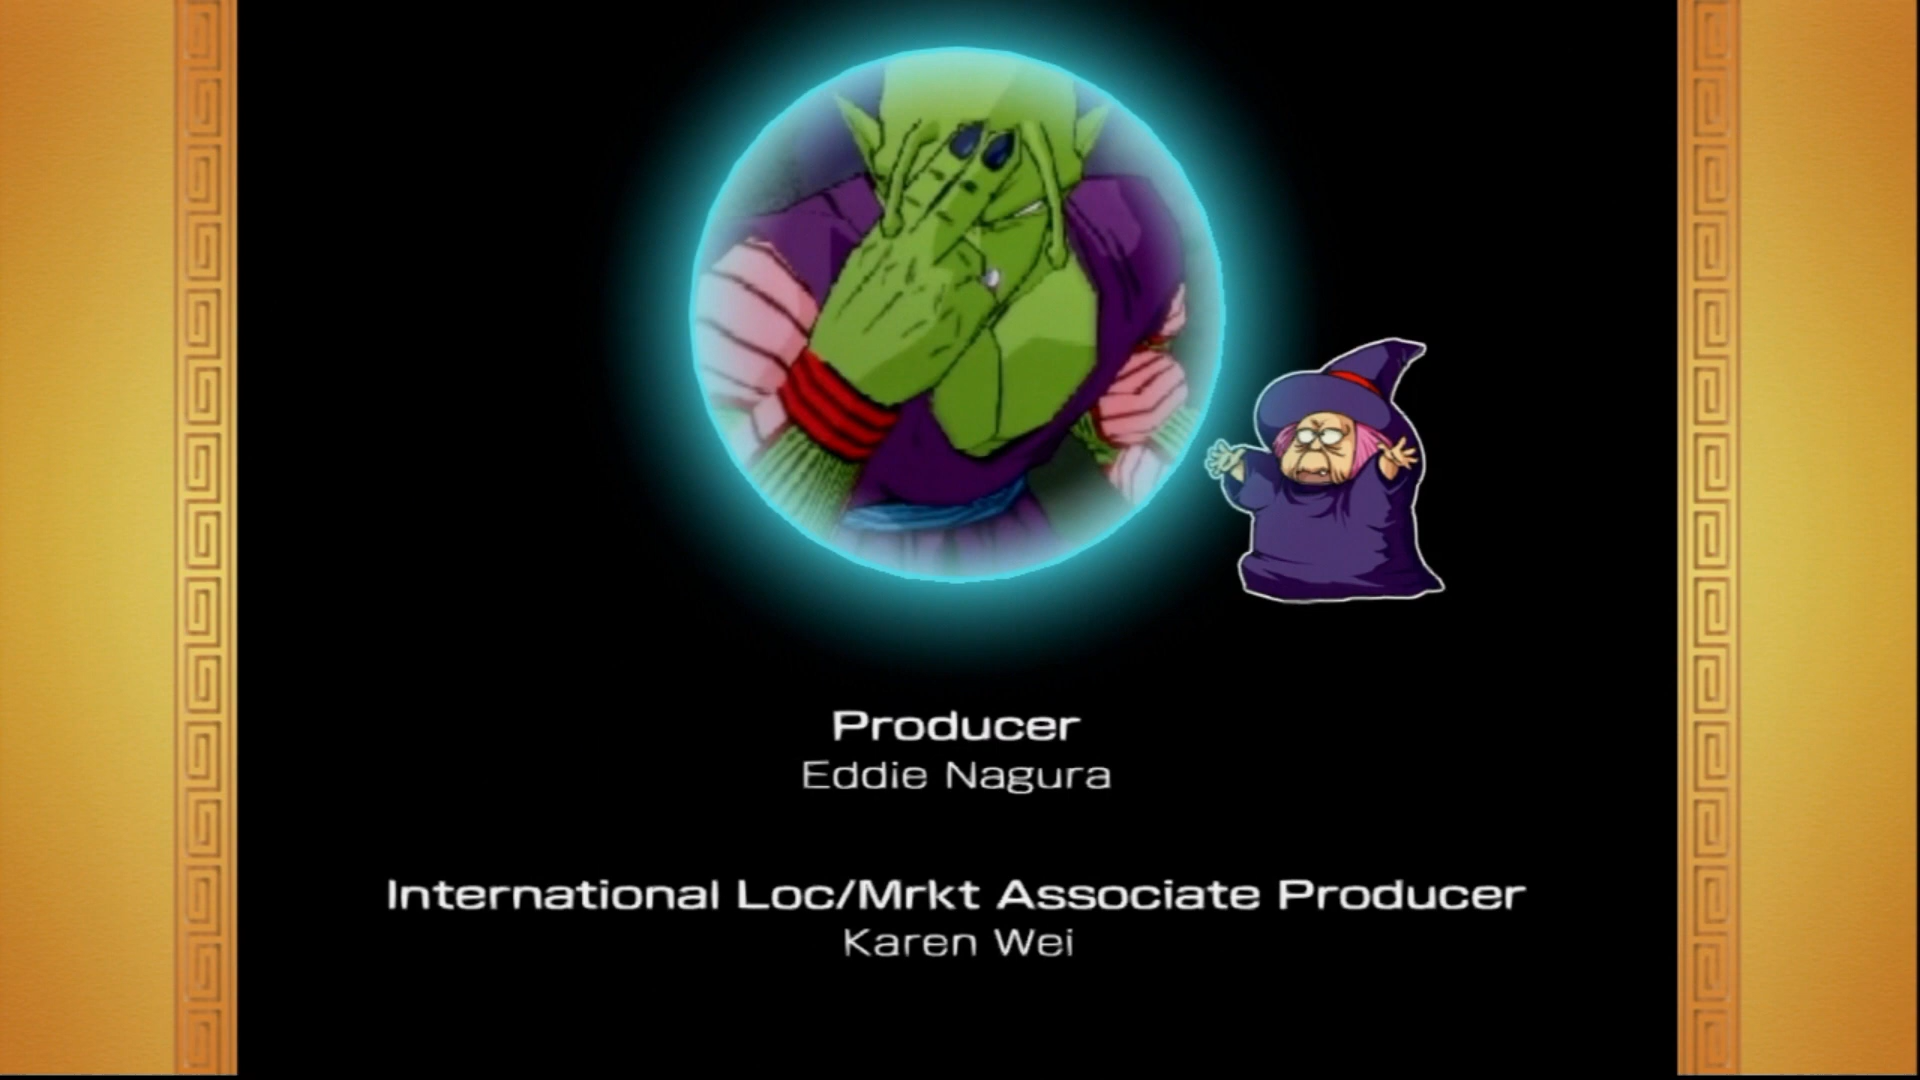 Producer
Eddie Nagura
International Loc/Mrkt Associate Producer
Karen Wei